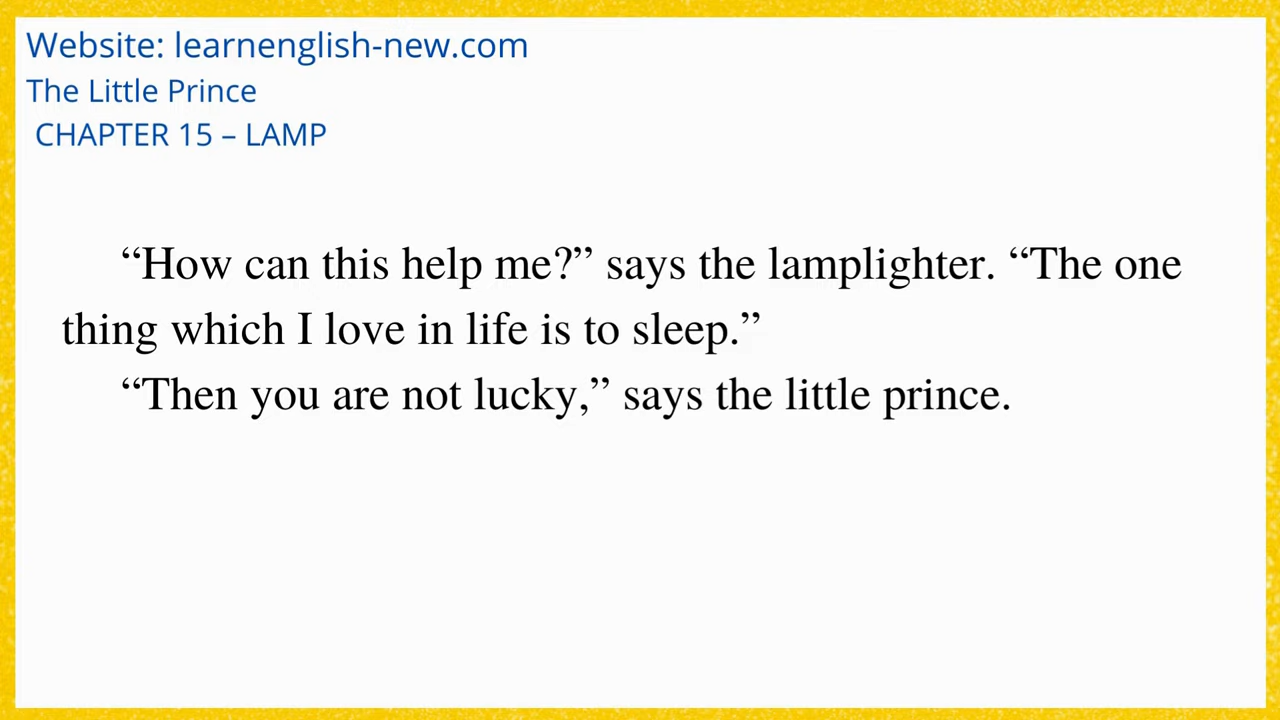 Website: learnenglish-new.com
The Little Prince
CHAPTER 15 – LAMP
“How can this help me?” says the lamplighter. “The one
thing which I love in life is to sleep.”
“Then you are not lucky,” says the little prince.